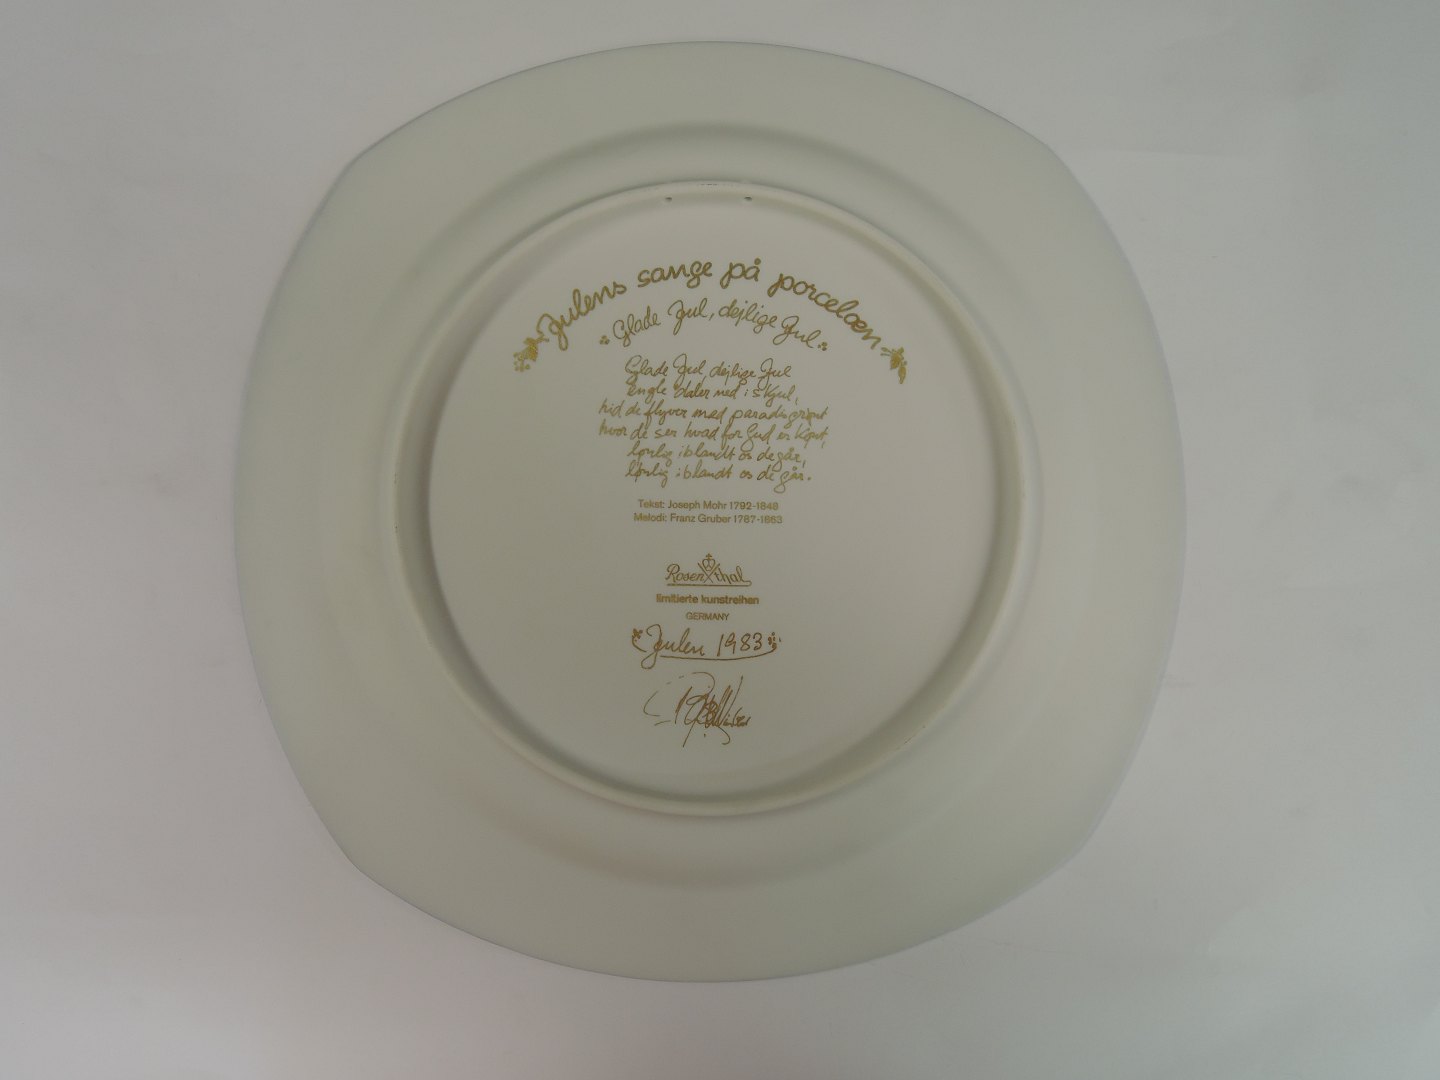 Julens sange på porcelæn
Glade Jul, dejlige Jul
Glade Jul, dejlige Jul
Engle daler ned i skjul,
hid de flyver med paradisgrønt
hvor de ser hvad for Gud er kønt,
lønlig iblandt os de går,
lønlig iblandt os de går.
Tekst: Joseph Mohr 1792-1848
Melodi: Franz Gruber 1787-1863
Rosenthal
limitierte kunstreihen
GERMANY
Julen 1983